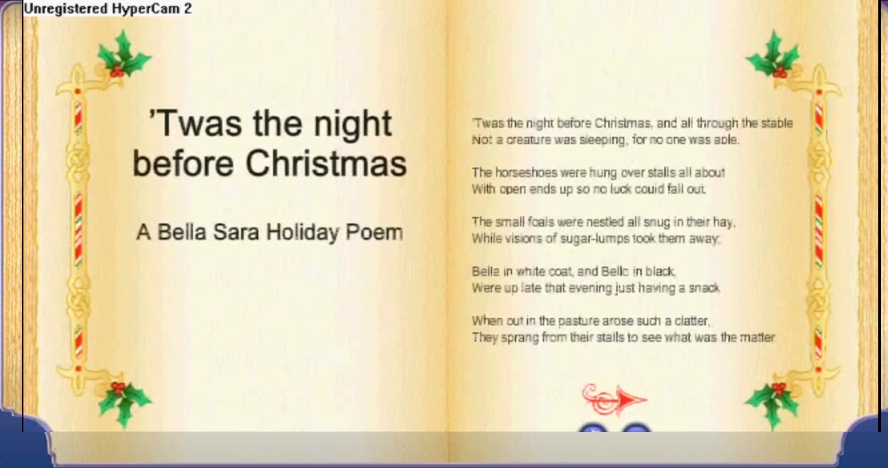 Unregistered HyperCam 2
'Twas the night
before Christmas
A Bella Sara Holiday Poem
'Twas the night before Christmas, and all through the stable
Not a creature was sleeping, for no one was able.
The horseshoes were hung over stalls all about
With open ends up so no luck could fall out.
The small foals were nestled all snug in their hay,
While visions of sugar-lumps took them away;
Bella in white coat, and Bello in black,
Were up late that evening just having a snack
When out in the pasture arose such a clatter,
They sprang from their stalls to see what was the matter